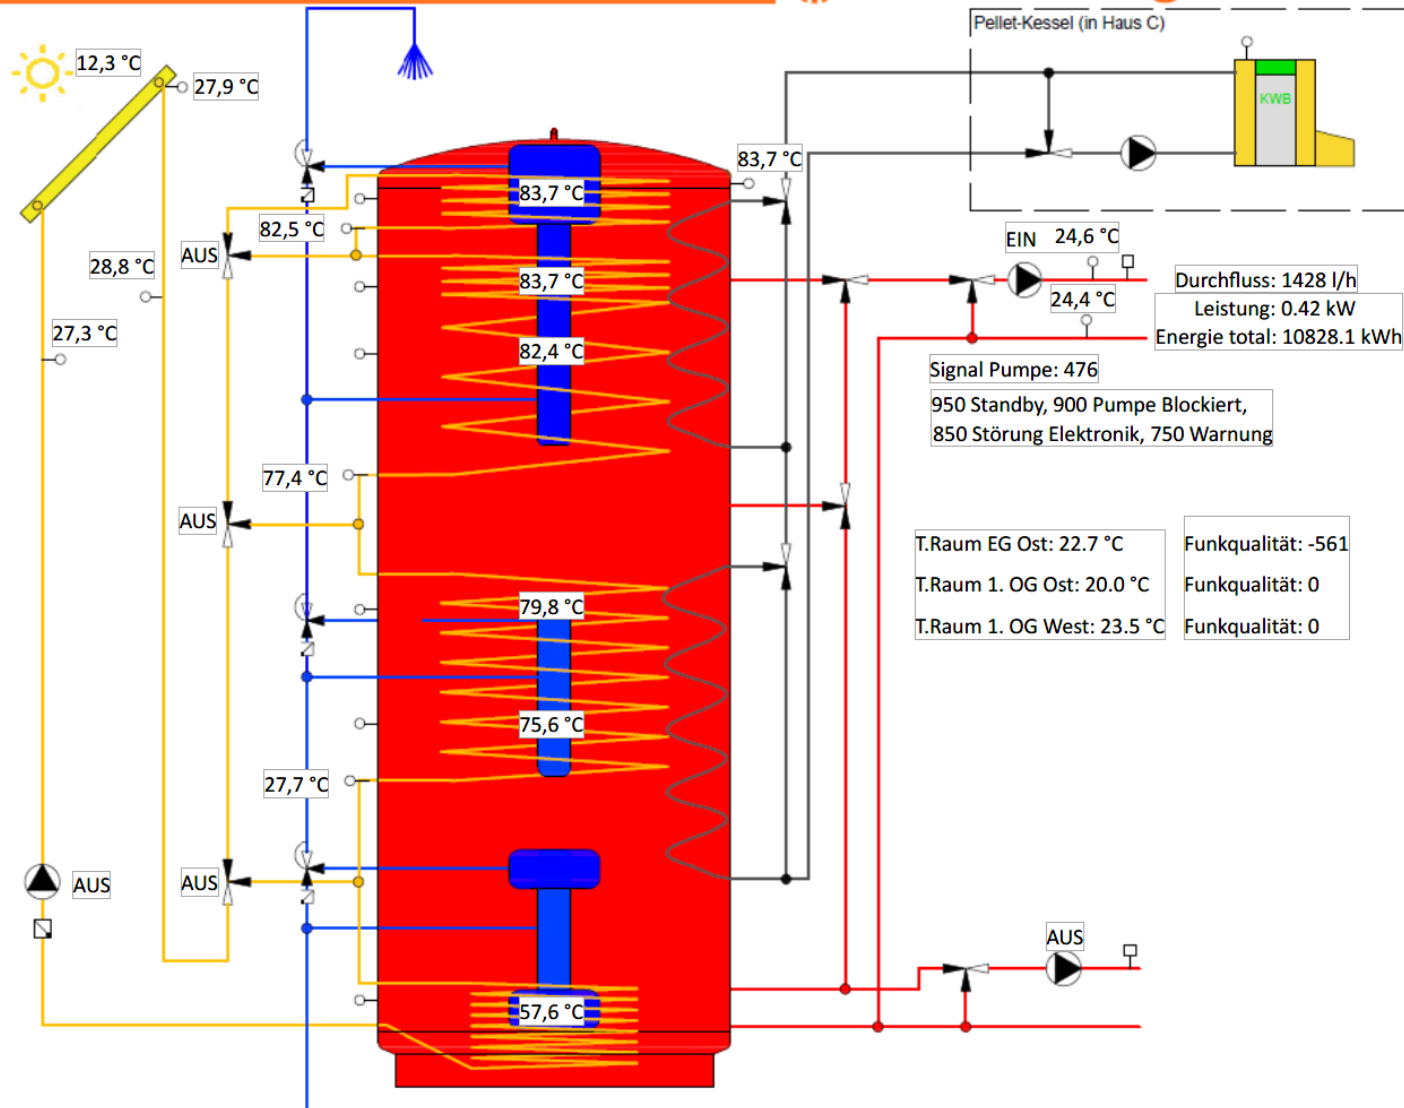 Pellet-Kessel (in Haus C)
12,3 °C
27,9 °C
KWB
83,7 °C
83,7 °C
82,5 °C
EIN
24,6 °C
AUS
28,8 °C
83,7 °C
Durchfluss: 1428 l/h
24,4 °C
Leistung: 0.42 kW
27,3 °C
Energie total: 10828.1 kWh
82,4 °C
Signal Pumpe: 476
950 Standby, 900 Pumpe Blockiert,
850 Störung Elektronik, 750 Warnung
77,4 °C
AUS
T.Raum EG Ost: 22.7 °C
Funkqualität: -561
T.Raum 1. OG Ost: 20.0 °C
Funkqualität: 0
79,8 °C
T.Raum 1. OG West: 23.5 °C
Funkqualität: 0
75,6 °C
27,7 °C
AUS
AUS
AUS
57,6 °C